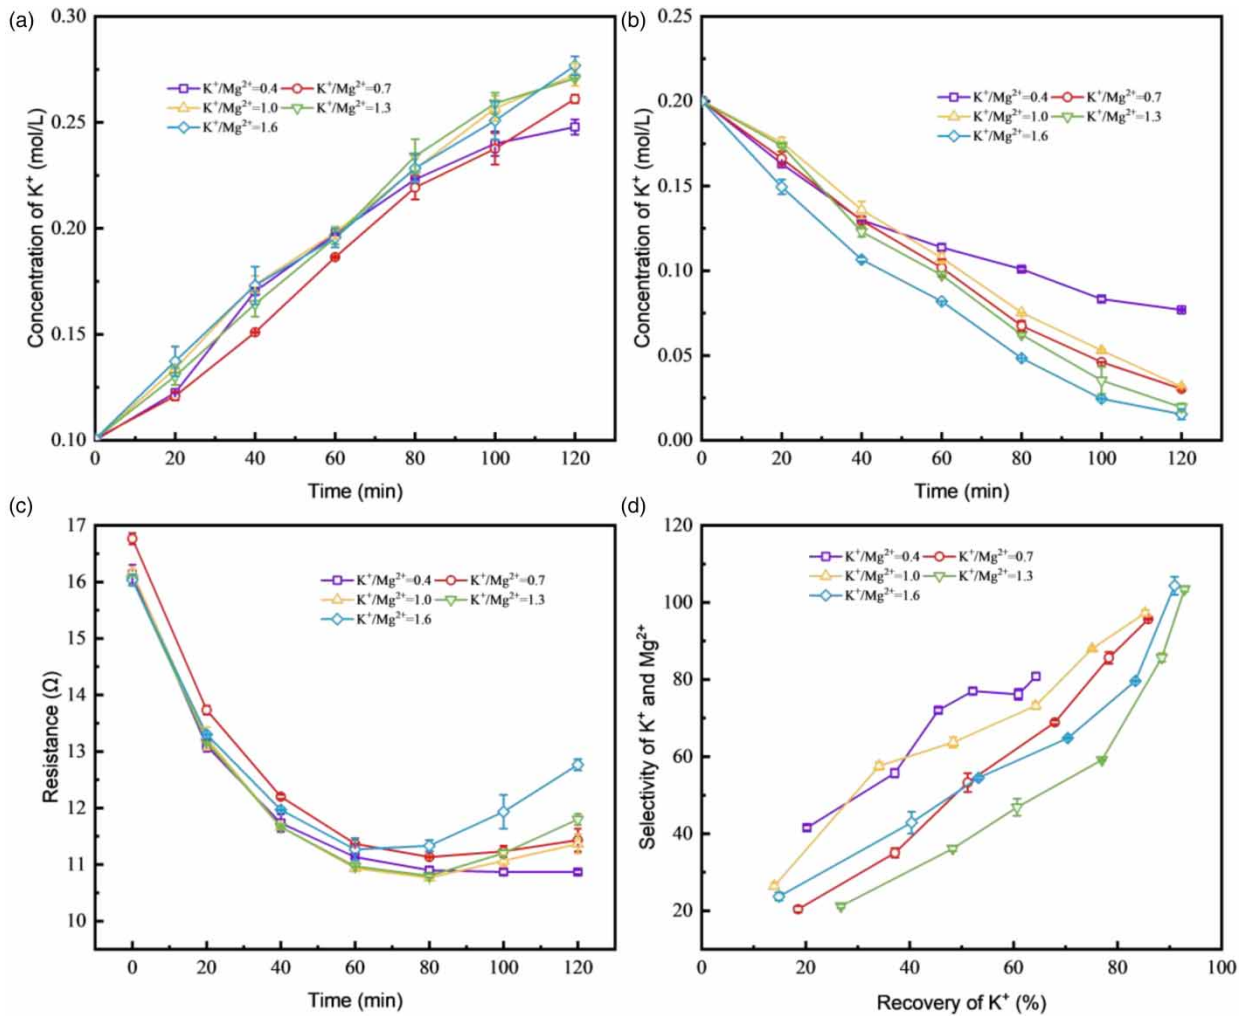 (a)
0.30
0.25
0.20
0.15
0.10
Concentration of K⁺ (mol/L)
K⁺/Mg²⁺=0.4 K⁺/Mg²⁺=0.7
K⁺/Mg²⁺=1.0 K⁺/Mg²⁺=1.3
K⁺/Mg²⁺=1.6
0 20 40 60 80 100 120
Time (min)
(b)
0.25
0.20
0.15
0.10
0.05
0.00
Concentration of K⁺ (mol/L)
K⁺/Mg²⁺=0.4 K⁺/Mg²⁺=0.7
K⁺/Mg²⁺=1.0 K⁺/Mg²⁺=1.3
K⁺/Mg²⁺=1.6
0 20 40 60 80 100 120
Time (min)
(c)
17
16
15
14
13
12
11
10
Resistance (Ω)
K⁺/Mg²⁺=0.4 K⁺/Mg²⁺=0.7
K⁺/Mg²⁺=1.0 K⁺/Mg²⁺=1.3
K⁺/Mg²⁺=1.6
0 20 40 60 80 100 120
Time (min)
(d)
120
100
80
60
40
20
Selectivity of K⁺ and Mg²⁺
K⁺/Mg²⁺=0.4 K⁺/Mg²⁺=0.7
K⁺/Mg²⁺=1.0 K⁺/Mg²⁺=1.3
K⁺/Mg²⁺=1.6
0 20 40 60 80 100
Recovery of K⁺ (%)